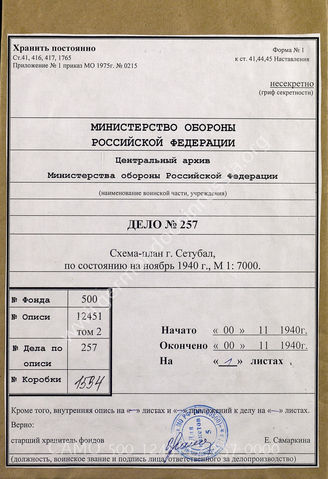 Хранить постоянно
Форма № 1
Ст.41, 416, 417, 1765
к ст. 41,44,45 Наставления
Приложение № 1 приказ МО 1975г. № 0215
несекретно
(гриф секретности)
МИНИСТЕРСТВО ОБОРОНЫ
РОССИЙСКОЙ ФЕДЕРАЦИИ
Центральный архив
Министерства обороны Российской Федерации
(наименование воинской части, учреждения)
ДЕЛО № 257
Схема-план г. Сетубал,
по состоянию на ноябрь 1940 г., М 1: 7000.
№ Фонда 500
№ Описи 12451
том 2
№ Дела по описи 257
№ Коробки 1594
Начато « 00 » 11 1940г.
Окончено « 00 » 11 1940г.
На « 1 » листах,
Кроме того, внутренняя опись на «—» листах и «—» приложений к делу на «—» листах.
Верно:
старший хранитель фондов Е. Самаркина
(должность, воинское звание и подпись лица, ответственного за делопроизводство)